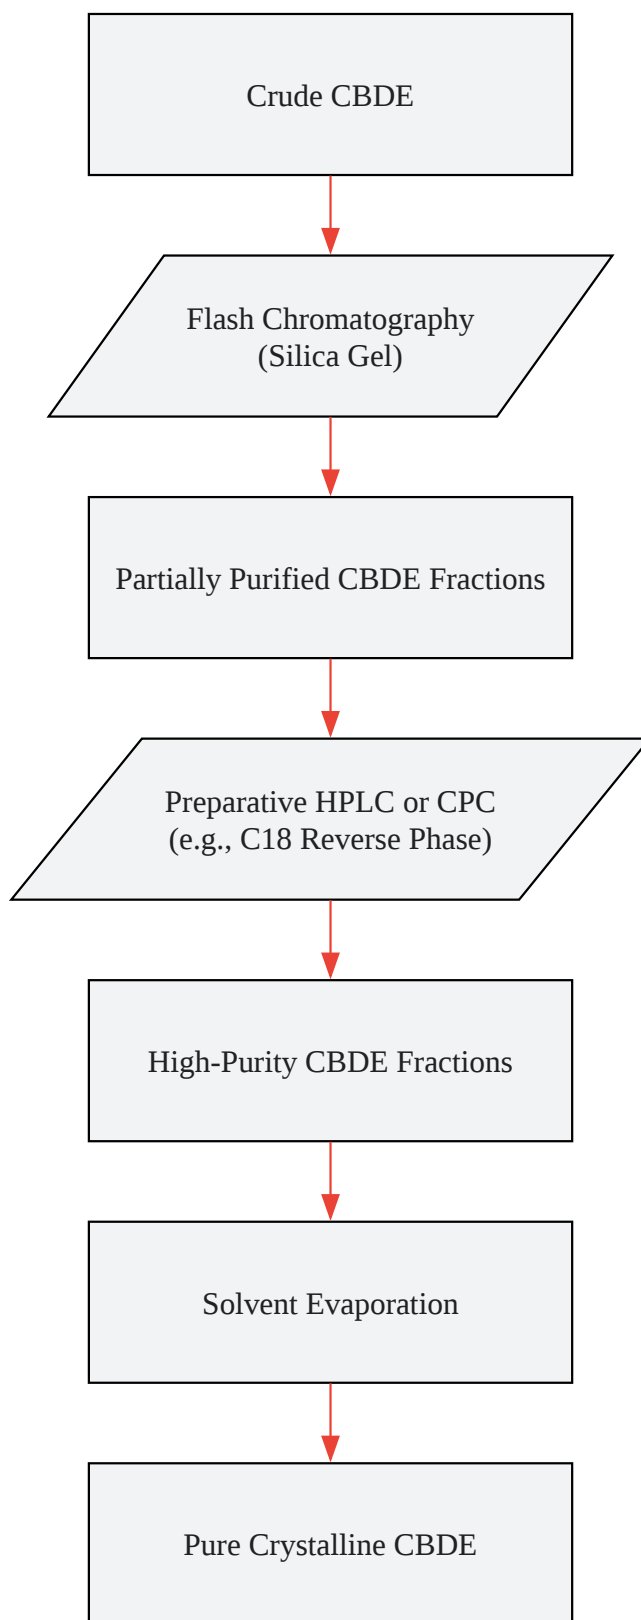 Crude CBDE
Flash Chromatography
(Silica Gel)
Partially Purified CBDE Fractions
Preparative HPLC or CPC
(e.g., C18 Reverse Phase)
High-Purity CBDE Fractions
Solvent Evaporation
Pure Crystalline CBDE